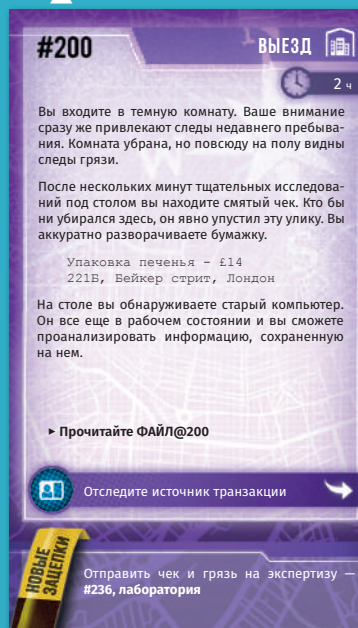 #200
ВЫЕЗД
2 ч
Вы входите в темную комнату. Ваше внимание
сразу же привлекают следы недавнего пребыва-
ния. Комната убрана, но повсюду на полу видны
следы грязи.
После нескольких минут тщательных исследова-
ний под столом вы находите смятый чек. Кто бы
ни убирался здесь, он явно упустил эту улику. Вы
аккуратно разворачиваете бумажку.
Упаковка печенья - £14
221Б, Бейкер стрит, Лондон
На столе вы обнаруживаете старый компьютер.
Он все еще в рабочем состоянии и вы сможете
проанализировать информацию, сохраненную
на нем.
▸ Прочитайте ФАЙЛ@200
Отследите источник транзакции
НОВЫЕ
ЗАЦЕПКИ
Отправить чек и грязь на экспертизу —
#236, лаборатория